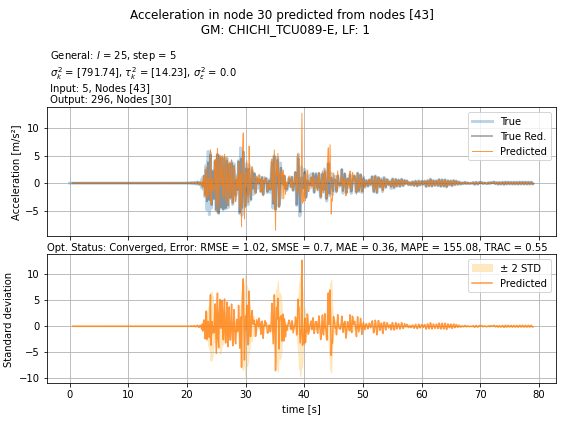 Acceleration in node 30 predicted from nodes [43]
GM: CHICHI_TCU089-E, LF: 1
General: l = 25, step = 5
σ²ₖ = [791.74], τ²ₖ = [14.23], σ²ε = 0.0
Input: 5, Nodes [43]
Output: 296, Nodes [30]
10
5
0
−5
Acceleration [m/s²]
True
True Red.
Predicted
Opt. Status: Converged, Error: RMSE = 1.02, SMSE = 0.7, MAE = 0.36, MAPE = 155.08, TRAC = 0.55
10
5
0
−5
−10
Standard deviation
± 2 STD
Predicted
0 10 20 30 40 50 60 70 80
time [s]